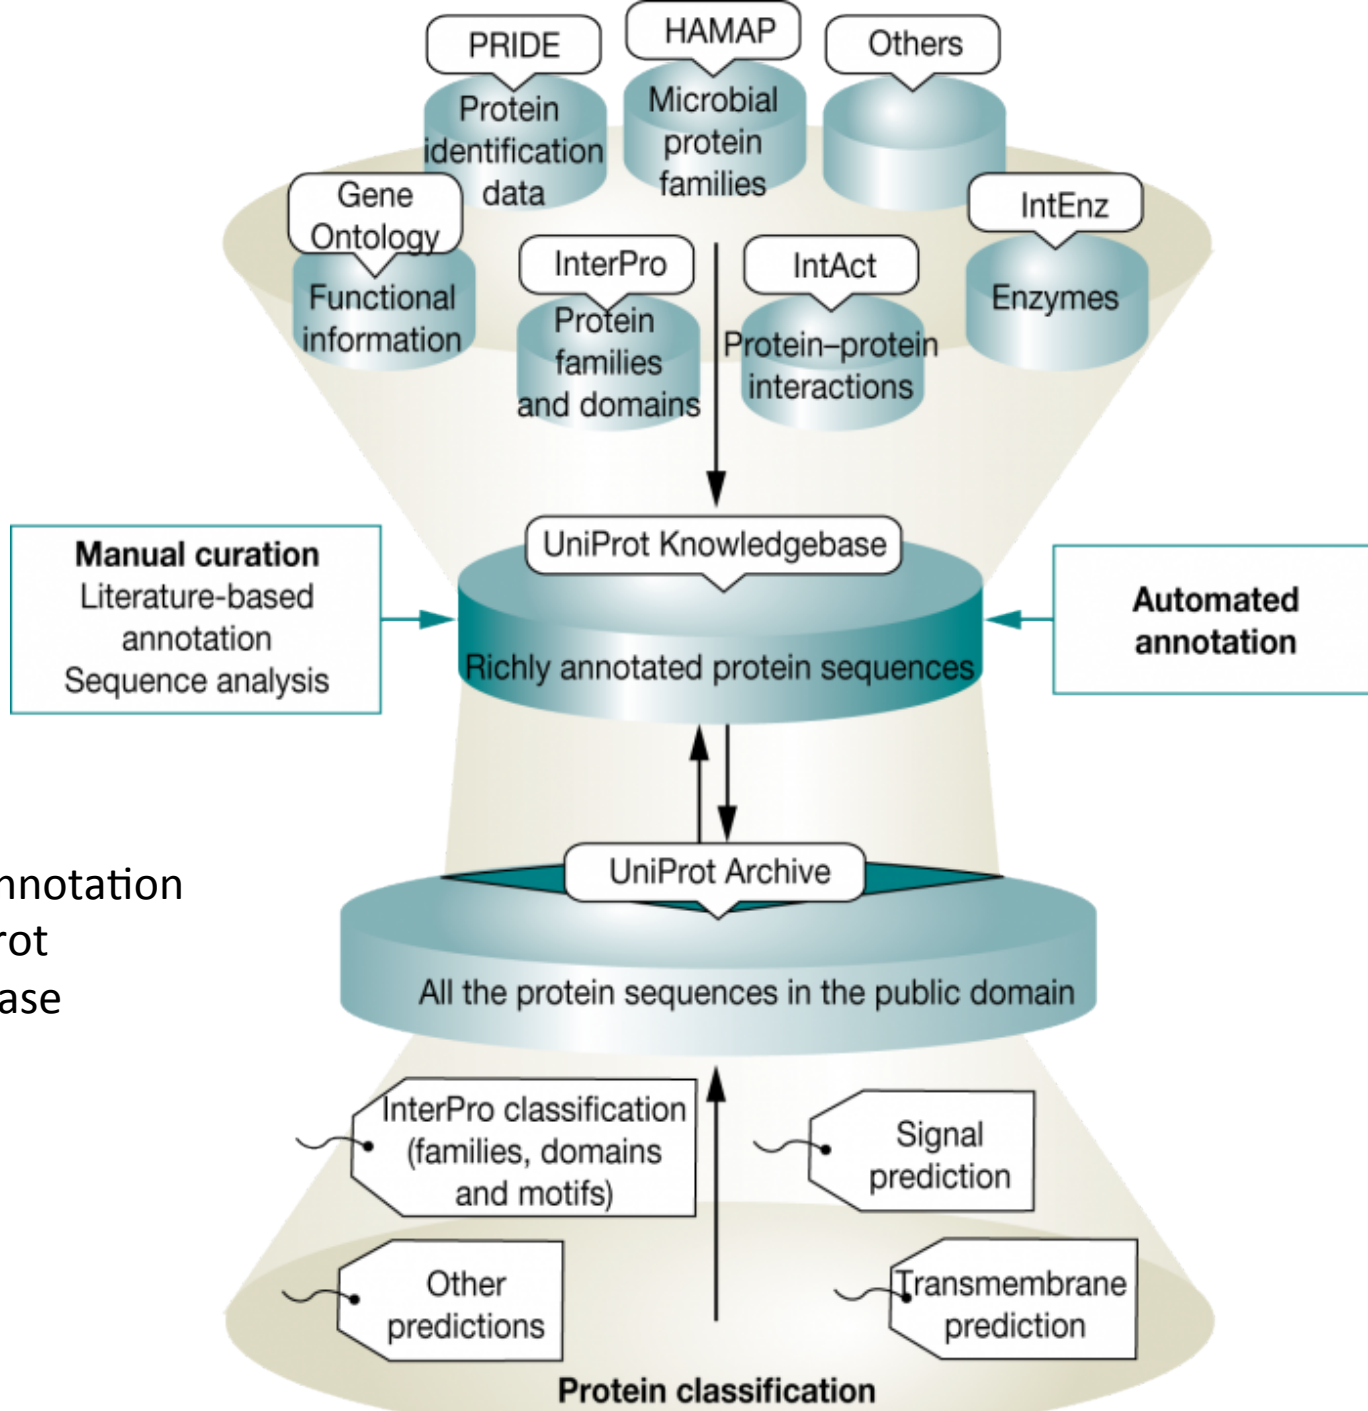 PRIDE
HAMAP
Others
Protein
identification
data
Microbial
protein
families
Gene
Ontology
IntEnz
Functional
information
InterPro
IntAct
Enzymes
Protein
families
and domains
Protein–protein
interactions
UniProt Knowledgebase
Manual curation
Literature-based
annotation
Sequence analysis
Automated
annotation
Richly annotated protein sequences
UniProt Archive
nnotation
rot
ase
All the protein sequences in the public domain
InterPro classification
(families, domains
and motifs)
Signal
prediction
Other
predictions
Transmembrane
prediction
Protein classification